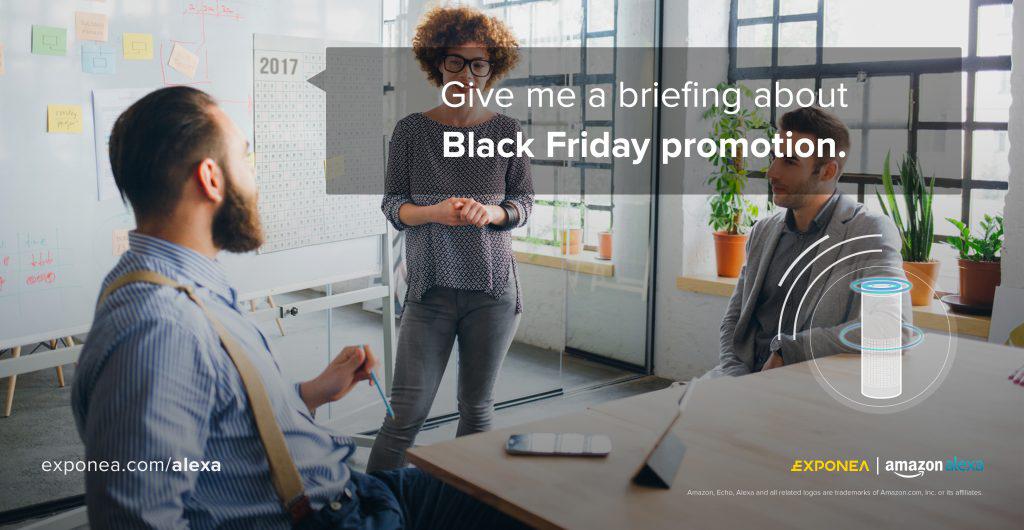 2017
Give me a briefing about
Black Friday promotion.
exponea.com/alexa
EXPONEA | amazon alexa
Amazon, Echo, Alexa and all related logos are trademarks of Amazon.com, Inc. or its affiliates.